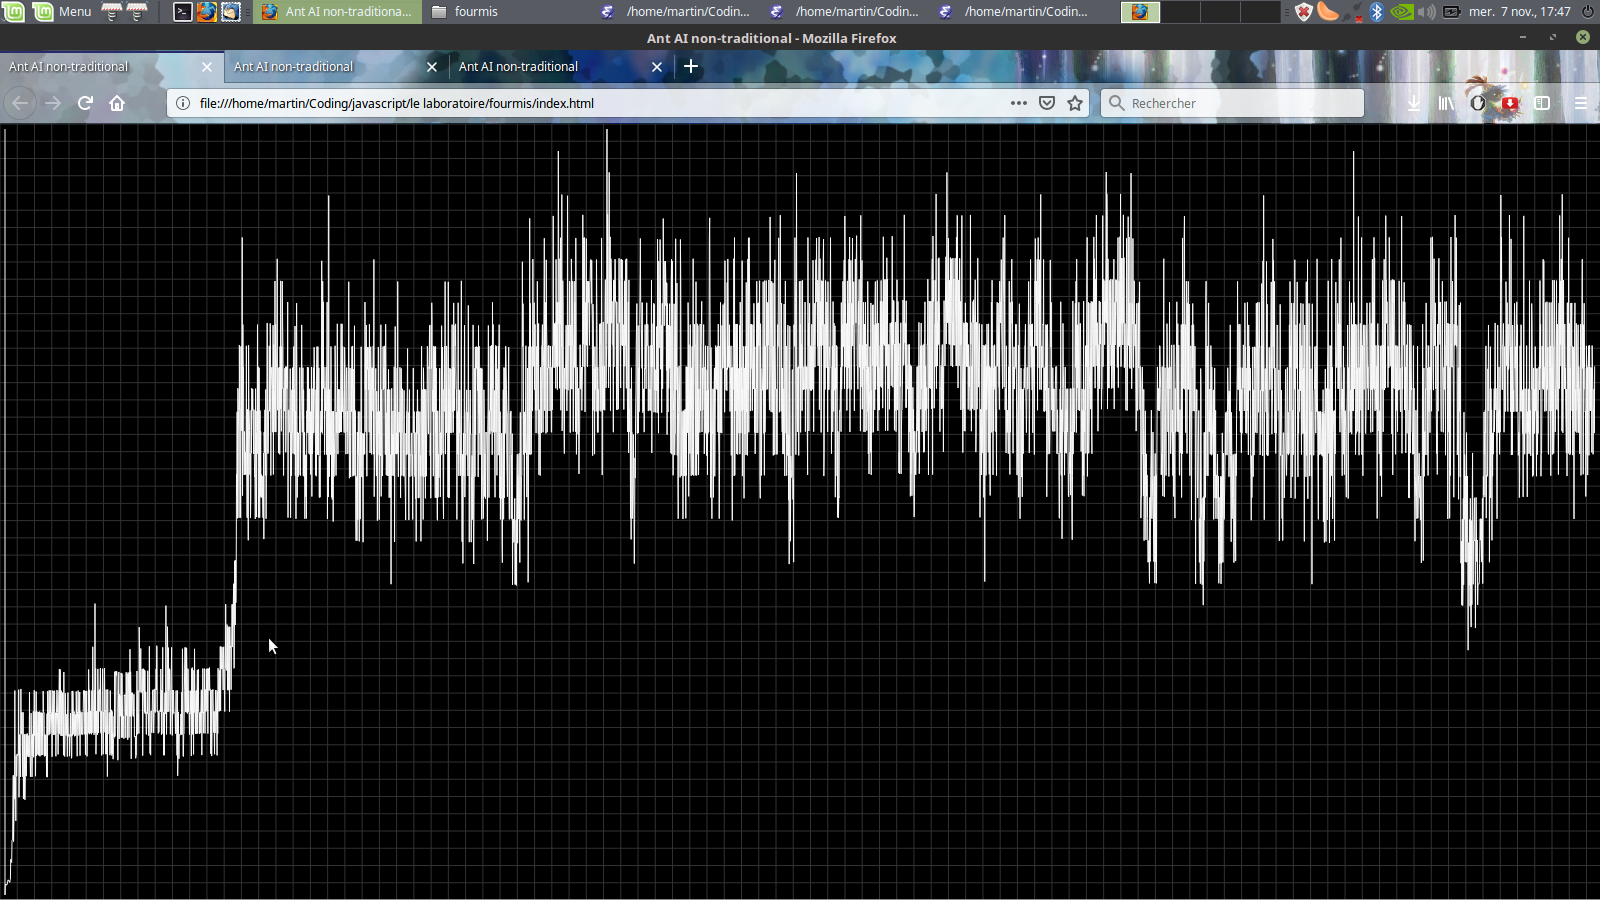 Menu
Ant AI non-traditiona...
fourmis
/home/martin/Codin...
/home/martin/Codin...
/home/martin/Codin...
mer. 7 nov., 17:47
Ant AI non-traditional - Mozilla Firefox
Ant AI non-traditional
Ant AI non-traditional
Ant AI non-traditional
file:///home/martin/Coding/javascript/le laboratoire/fourmis/index.html
Rechercher